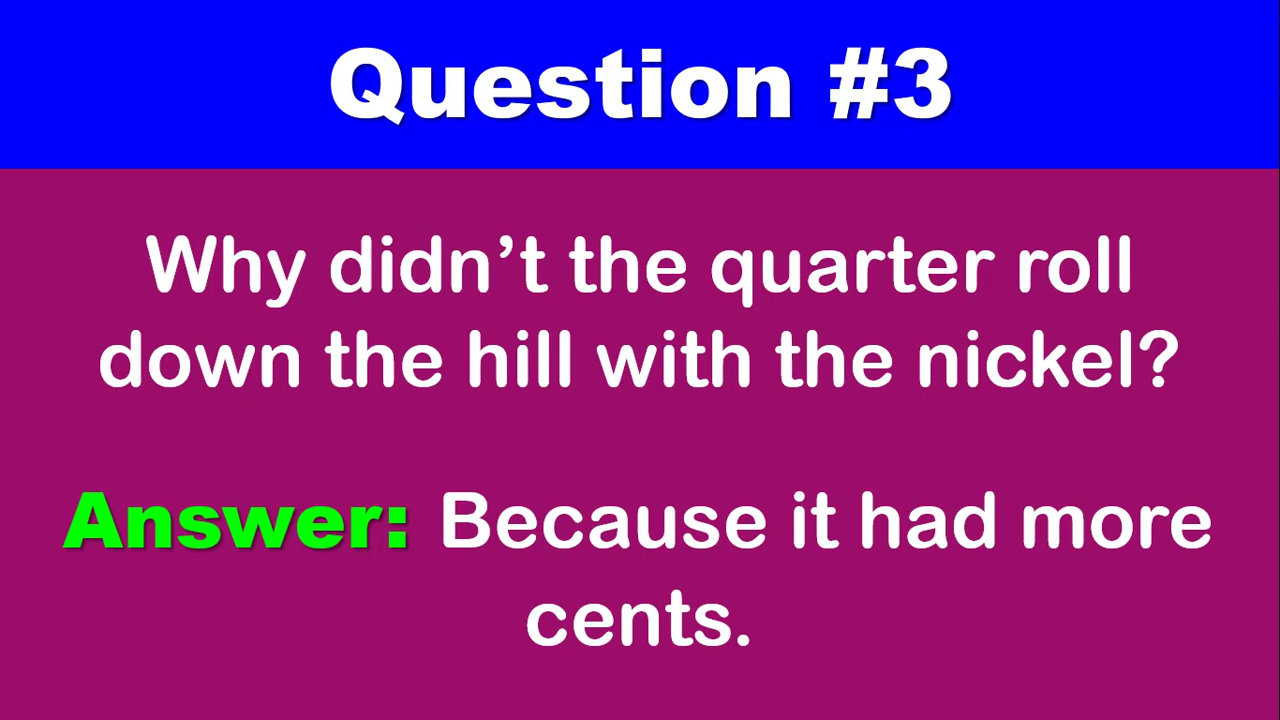 Question #3
Why didn’t the quarter roll
down the hill with the nickel?
Answer: Because it had more
cents.